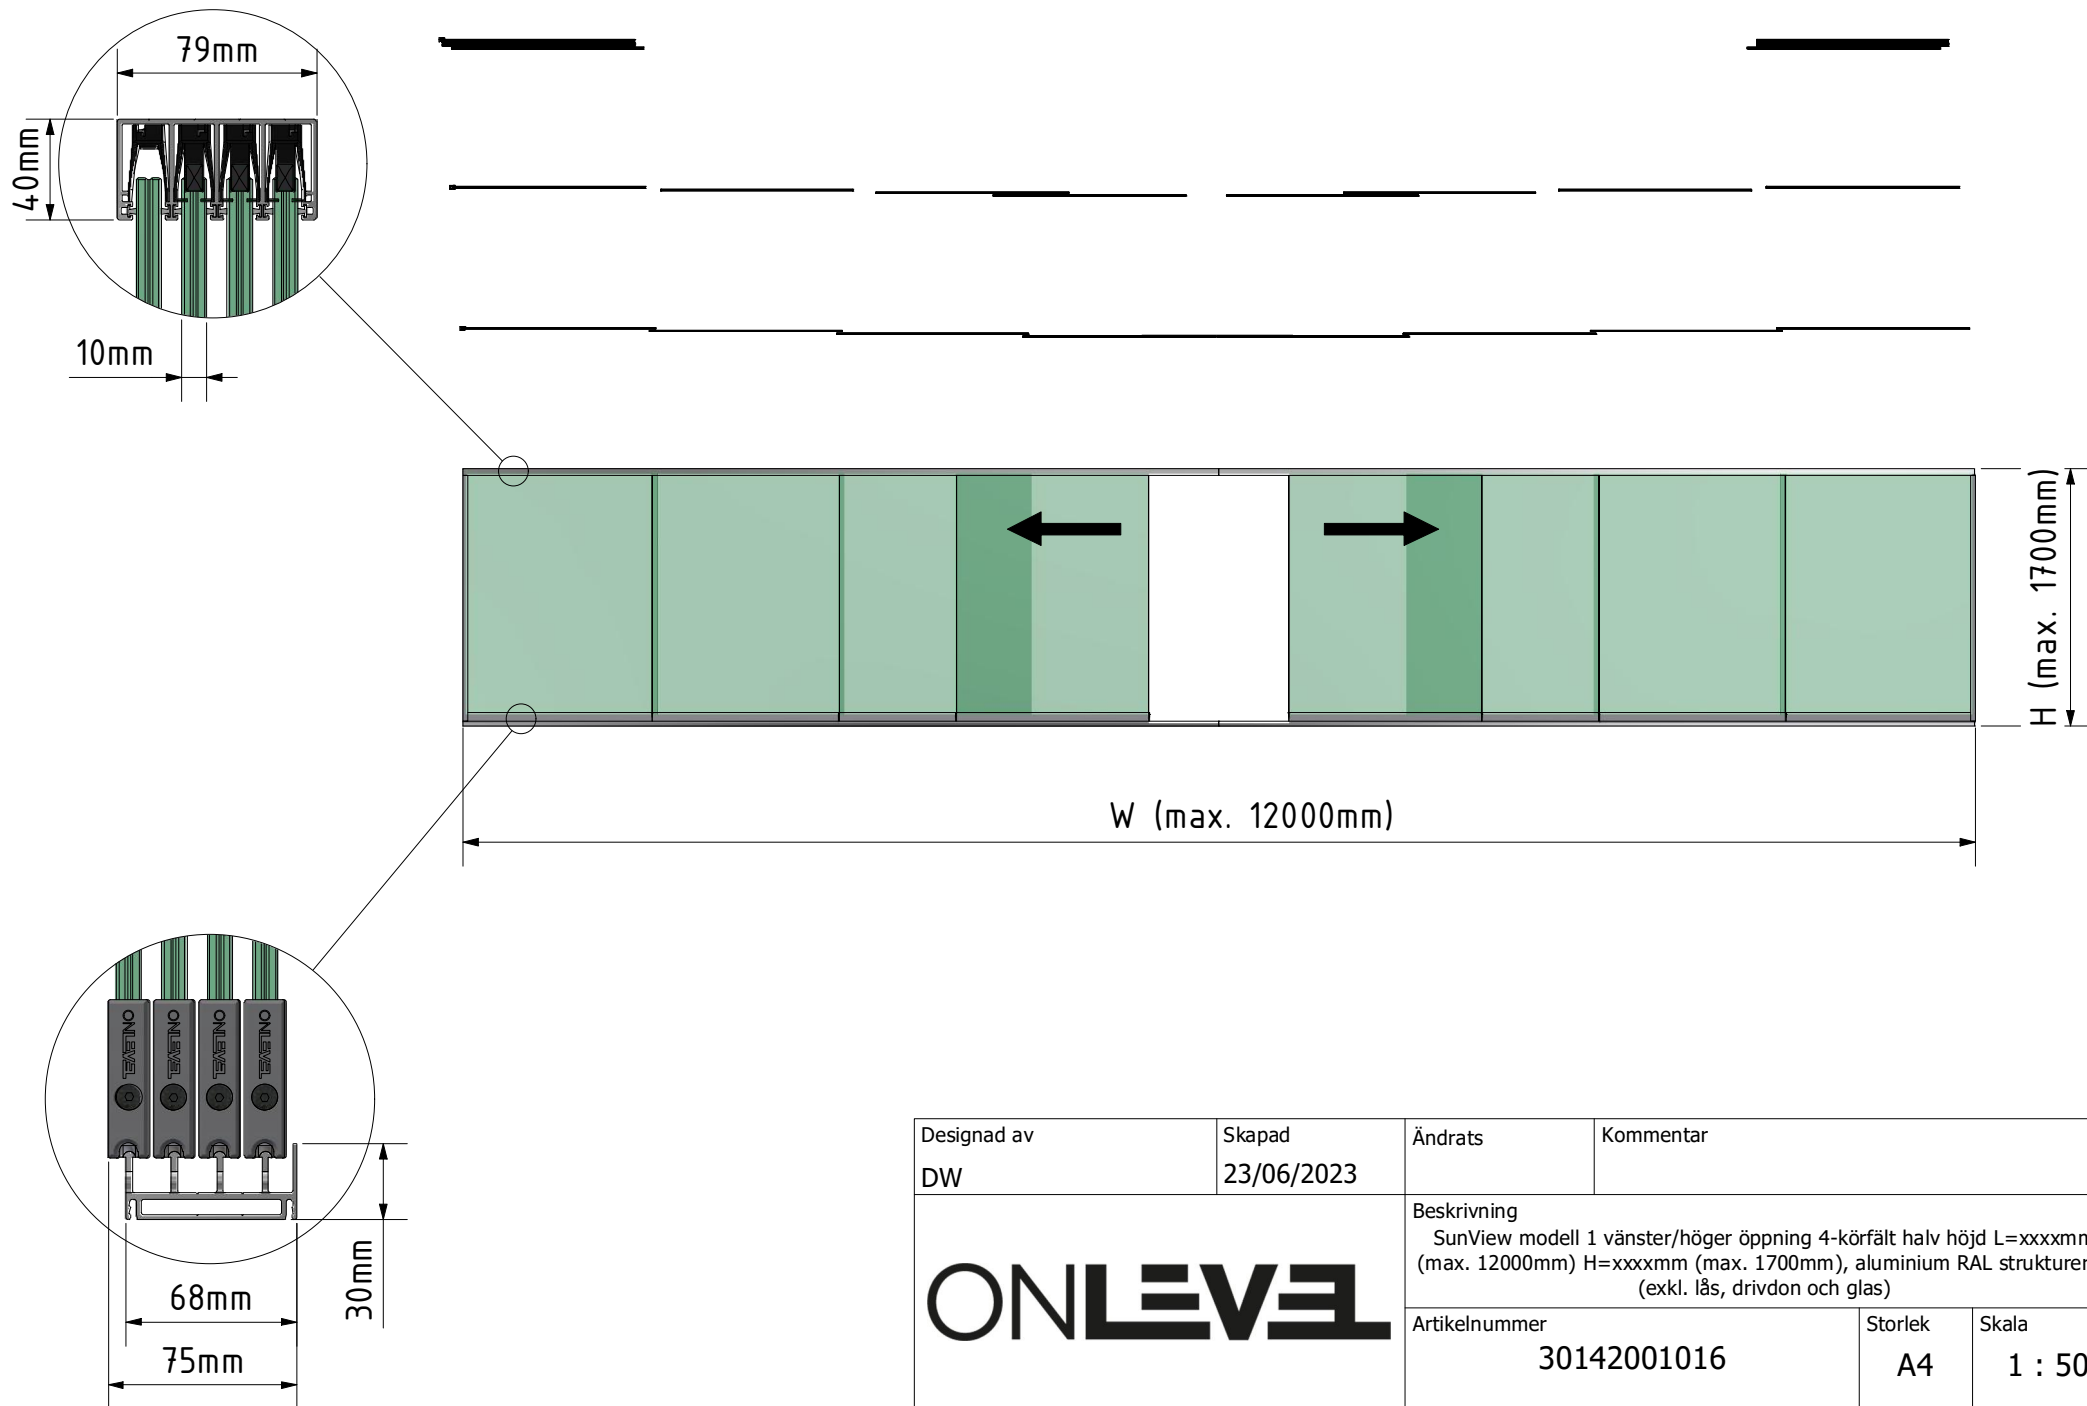 79mm
40mm
10mm
H (max. 1700mm)
W (max. 12000mm)
ONLEVEL
ONLEVEL
ONLEVEL
ONLEVEL
30mm
68mm
75mm
Designad av
DW
Skapad
23/06/2023
Ändrats
Kommentar
ONLEVEL
Beskrivning
SunView modell 1 vänster/höger öppning 4-körfält halv höjd L=xxxxmm
(max. 12000mm) H=xxxxmm (max. 1700mm), aluminium RAL strukturer
(exkl. lås, drivdon och glas)
Artikelnummer
30142001016
Storlek
A4
Skala
1 : 50